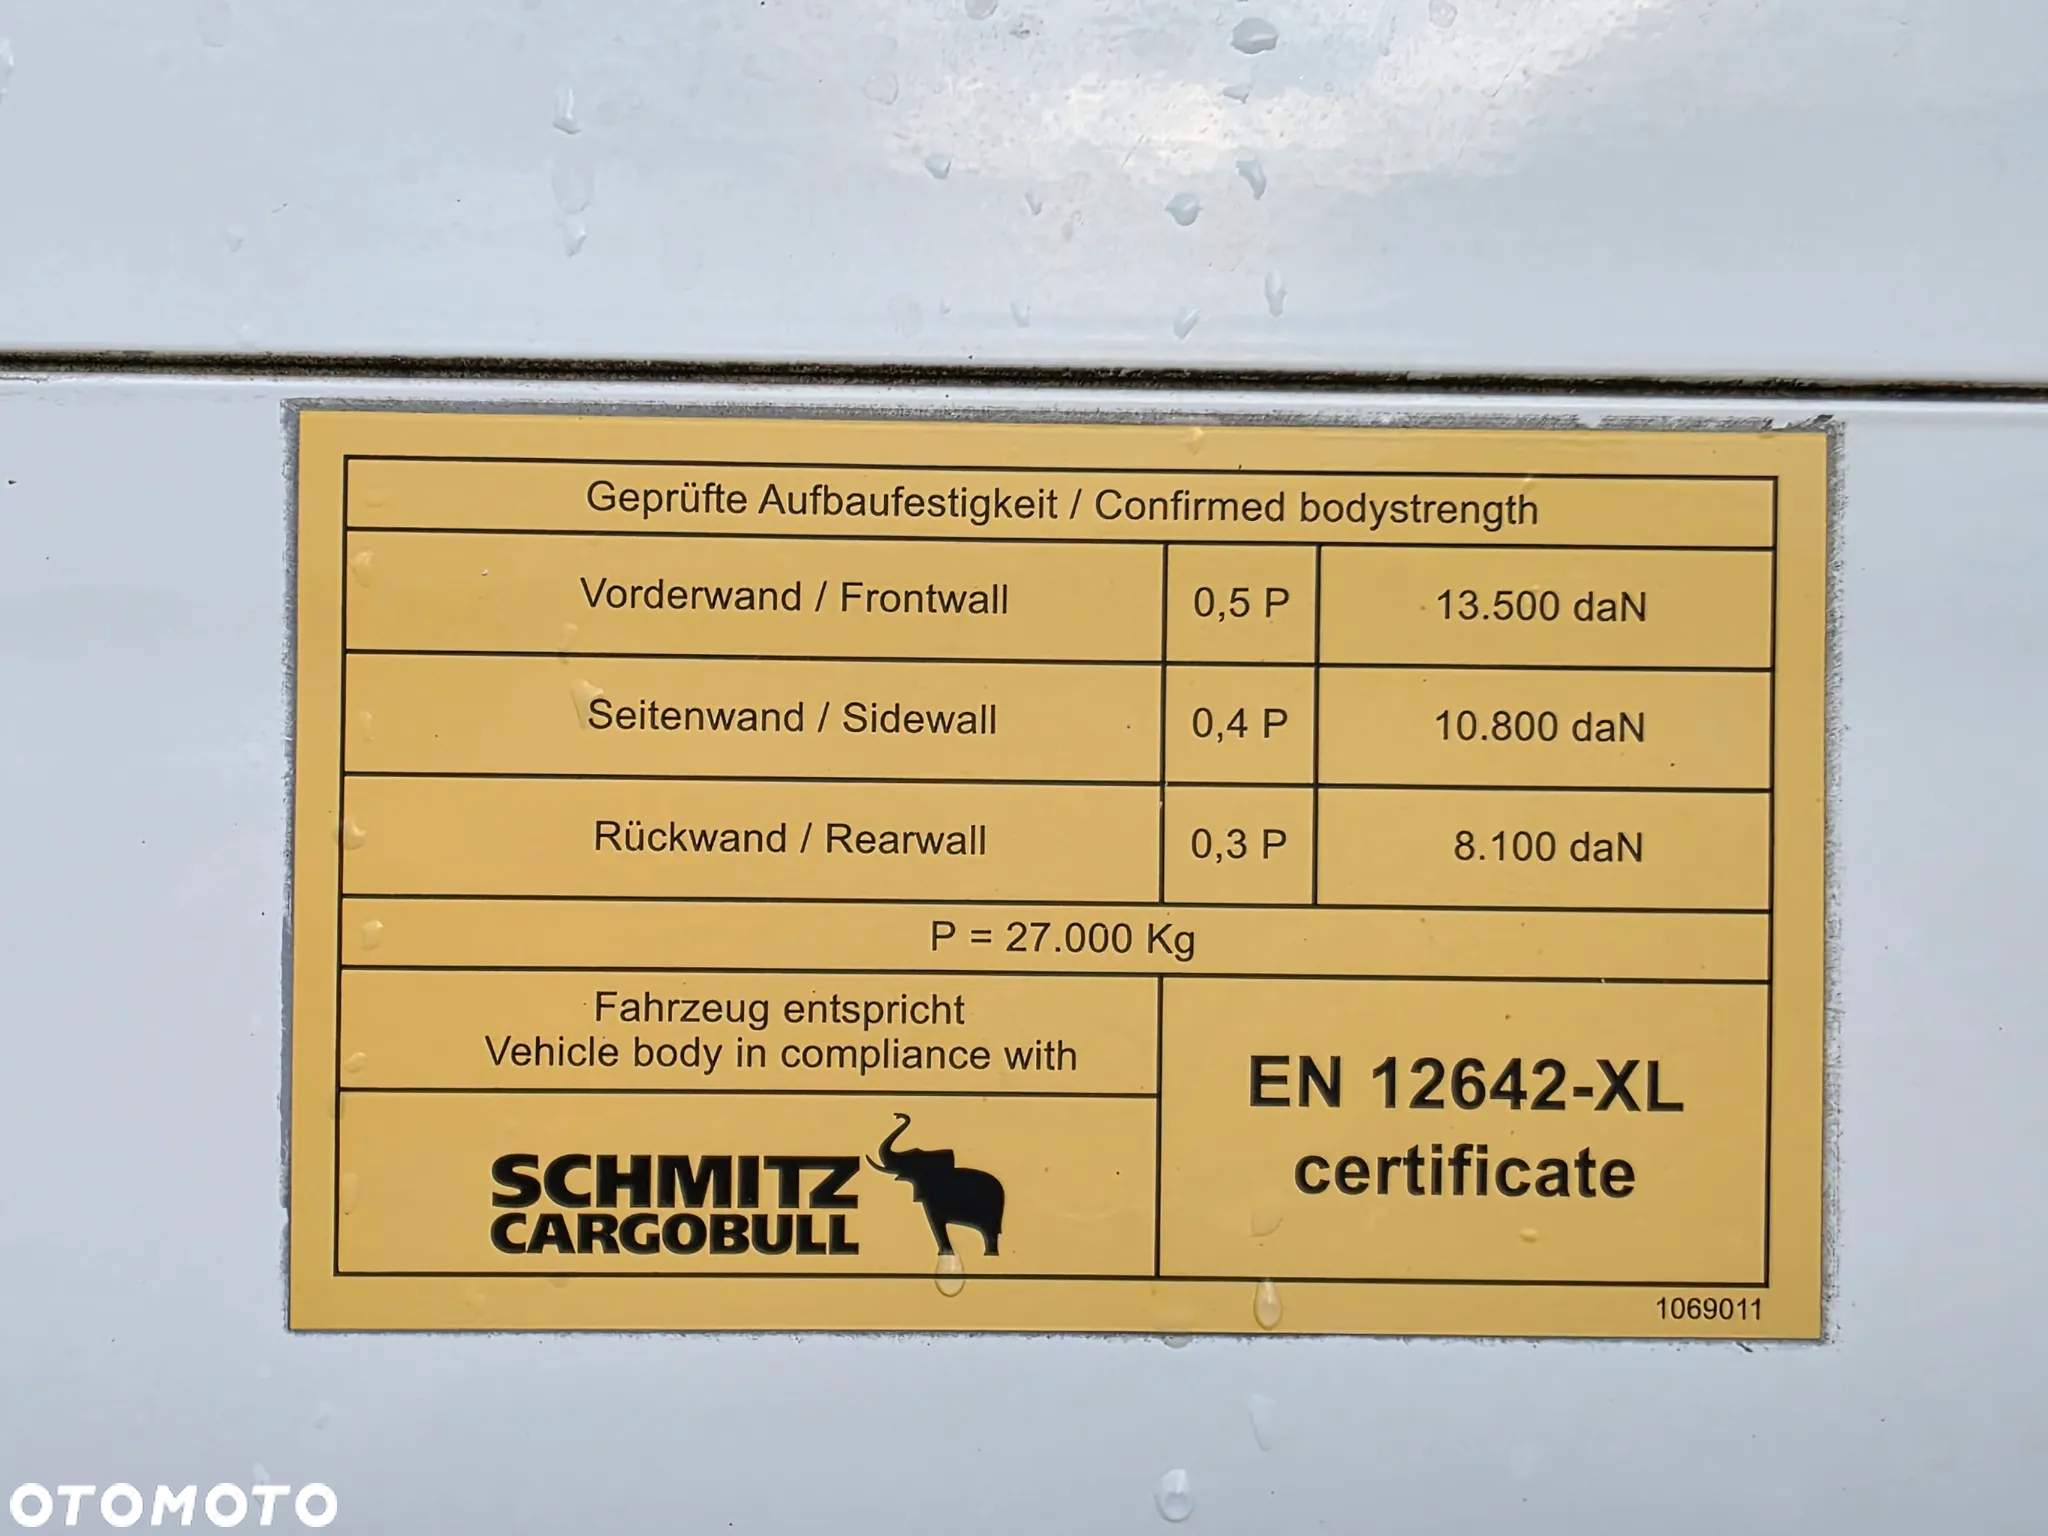 Geprüfte Aufbaufestigkeit / Confirmed bodystrength
Vorderwand / Frontwall 0,5 P 13.500 daN
Seitenwand / Sidewall 0,4 P 10.800 daN
Rückwand / Rearwall 0,3 P 8.100 daN
P = 27.000 Kg
Fahrzeug entspricht
Vehicle body in compliance with
EN 12642-XL
certificate
SCHMITZ
CARGOBULL
1069011
OTOMOTO